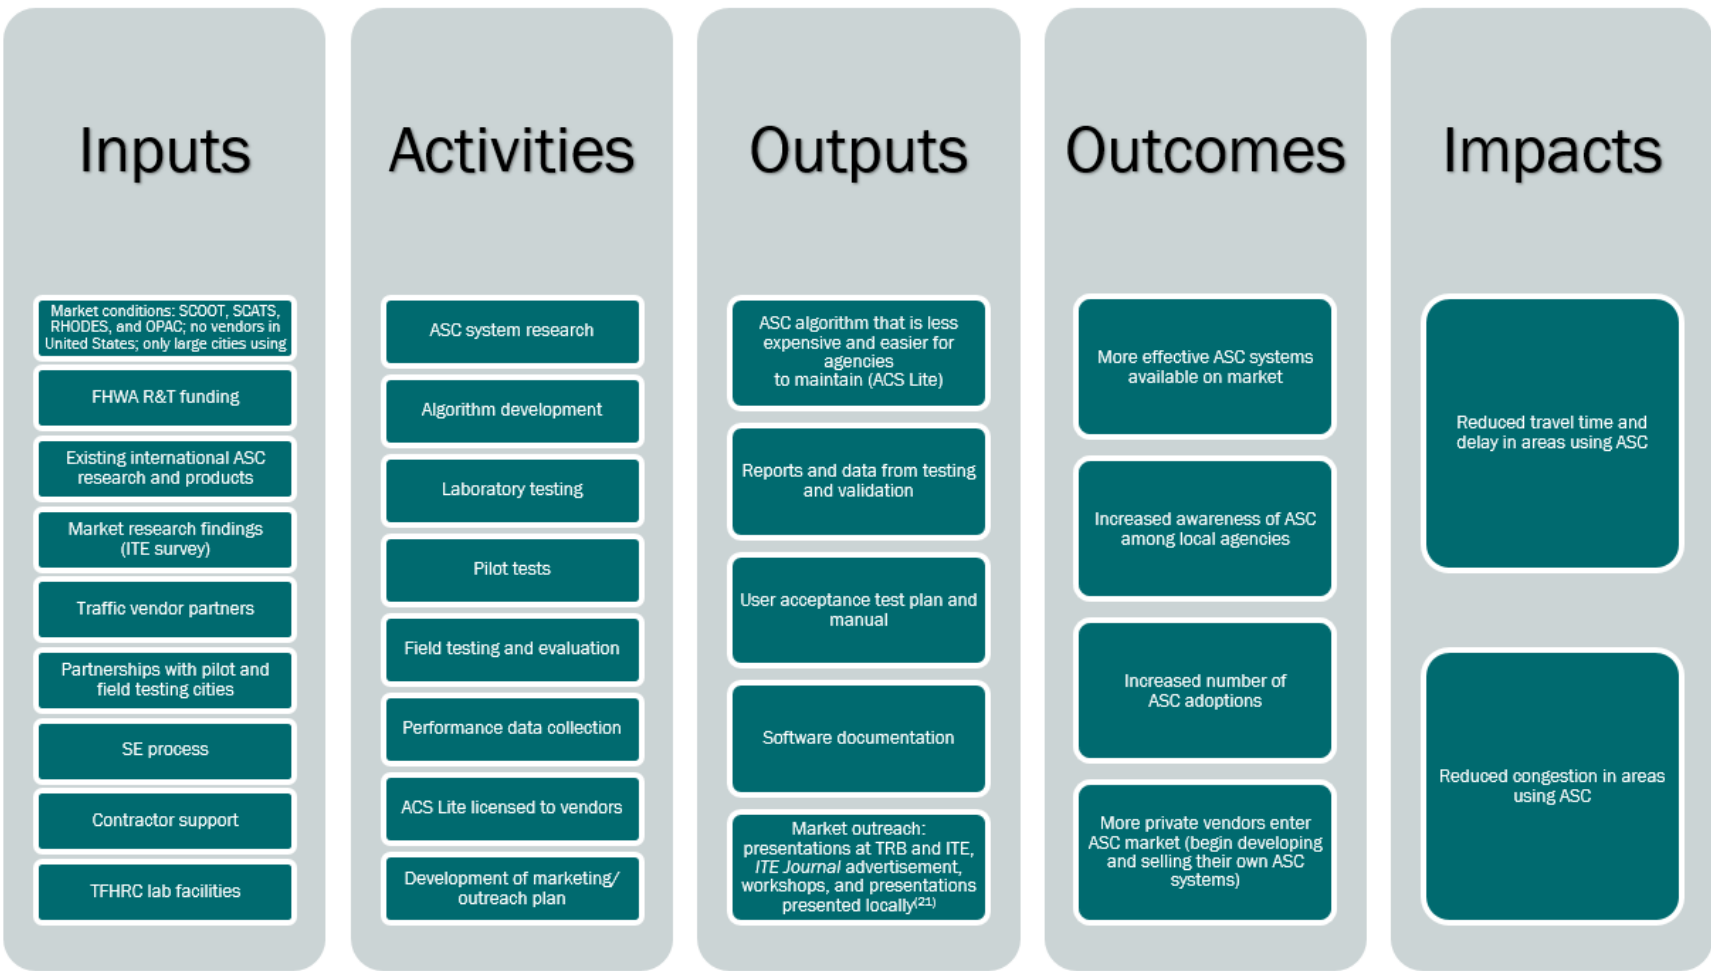 Inputs
Market conditions: SCOOT, SCATS,
RHODES, and OPAC; no vendors in
United States; only large cities using
FHWA R&T funding
Existing international ASC
research and products
Market research findings
(ITE survey)
Traffic vendor partners
Partnerships with pilot and
field testing cities
SE process
Contractor support
TFHRC lab facilities
Activities
ASC system research
Algorithm development
Laboratory testing
Pilot tests
Field testing and evaluation
Performance data collection
ACS Lite licensed to vendors
Development of marketing/
outreach plan
Outputs
ASC algorithm that is less
expensive and easier for
agencies
to maintain (ACS Lite)
Reports and data from testing
and validation
User acceptance test plan and
manual
Software documentation
Market outreach:
presentations at TRB and ITE,
ITE Journal advertisement,
workshops, and presentations
presented locally(21)
Outcomes
More effective ASC systems
available on market
Increased awareness of ASC
among local agencies
Increased number of
ASC adoptions
More private vendors enter
ASC market (begin developing
and selling their own ASC
systems)
Impacts
Reduced travel time and
delay in areas using ASC
Reduced congestion in areas
using ASC